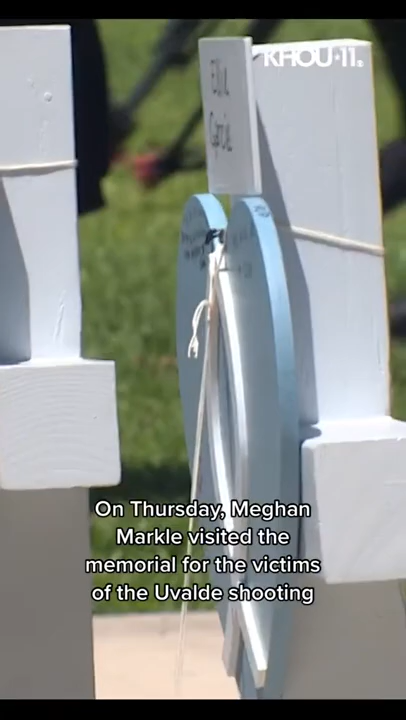 KHOU 11
On Thursday, Meghan
Markle visited the
memorial for the victims
of the Uvalde shooting